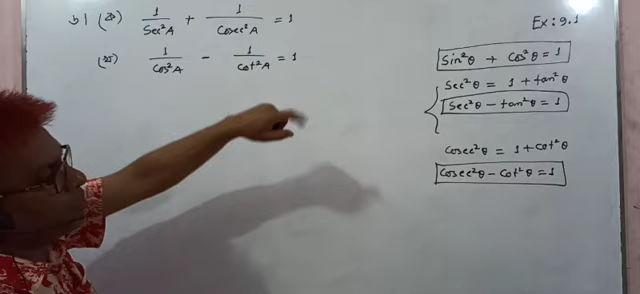 ৬। (ক) 1/Sec²A + 1/Cosec²A = 1
(খ) 1/Cos²A - 1/Cot²A = 1
Ex: 9.1
Sin²θ + Cos²θ = 1
Sec²θ = 1 + tan²θ
Sec²θ - tan²θ = 1
Cosec²θ = 1 + Cot²θ
Cosec²θ - Cot²θ = 1